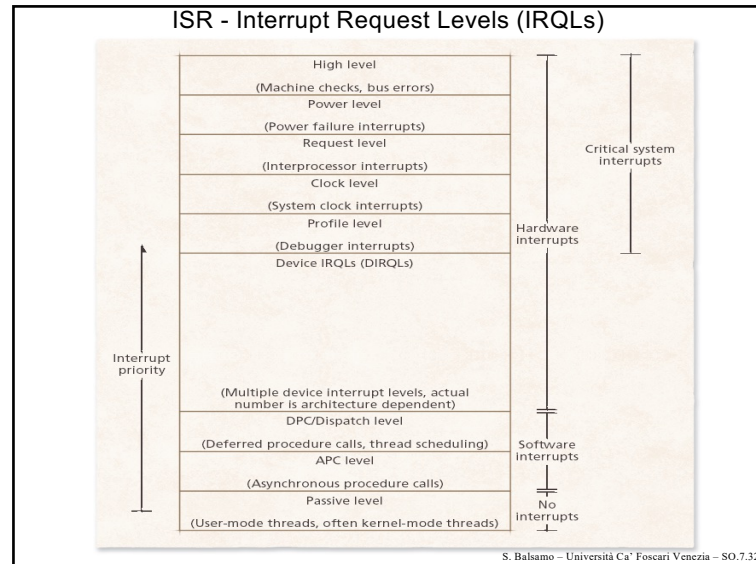 ISR - Interrupt Request Levels (IRQLs)
High level
(Machine checks, bus errors)
Power level
(Power failure interrupts)
Request level
(Interprocessor interrupts)
Clock level
(System clock interrupts)
Profile level
(Debugger interrupts)
Device IRQLs (DIRQLs)
(Multiple device interrupt levels, actual
number is architecture dependent)
DPC/Dispatch level
(Deferred procedure calls, thread scheduling)
APC level
(Asynchronous procedure calls)
Passive level
(User-mode threads, often kernel-mode threads)
Interrupt
priority
Hardware
interrupts
Software
interrupts
No
interrupts
Critical system
interrupts
S. Balsamo – Università Ca' Foscari Venezia – SO.7.32